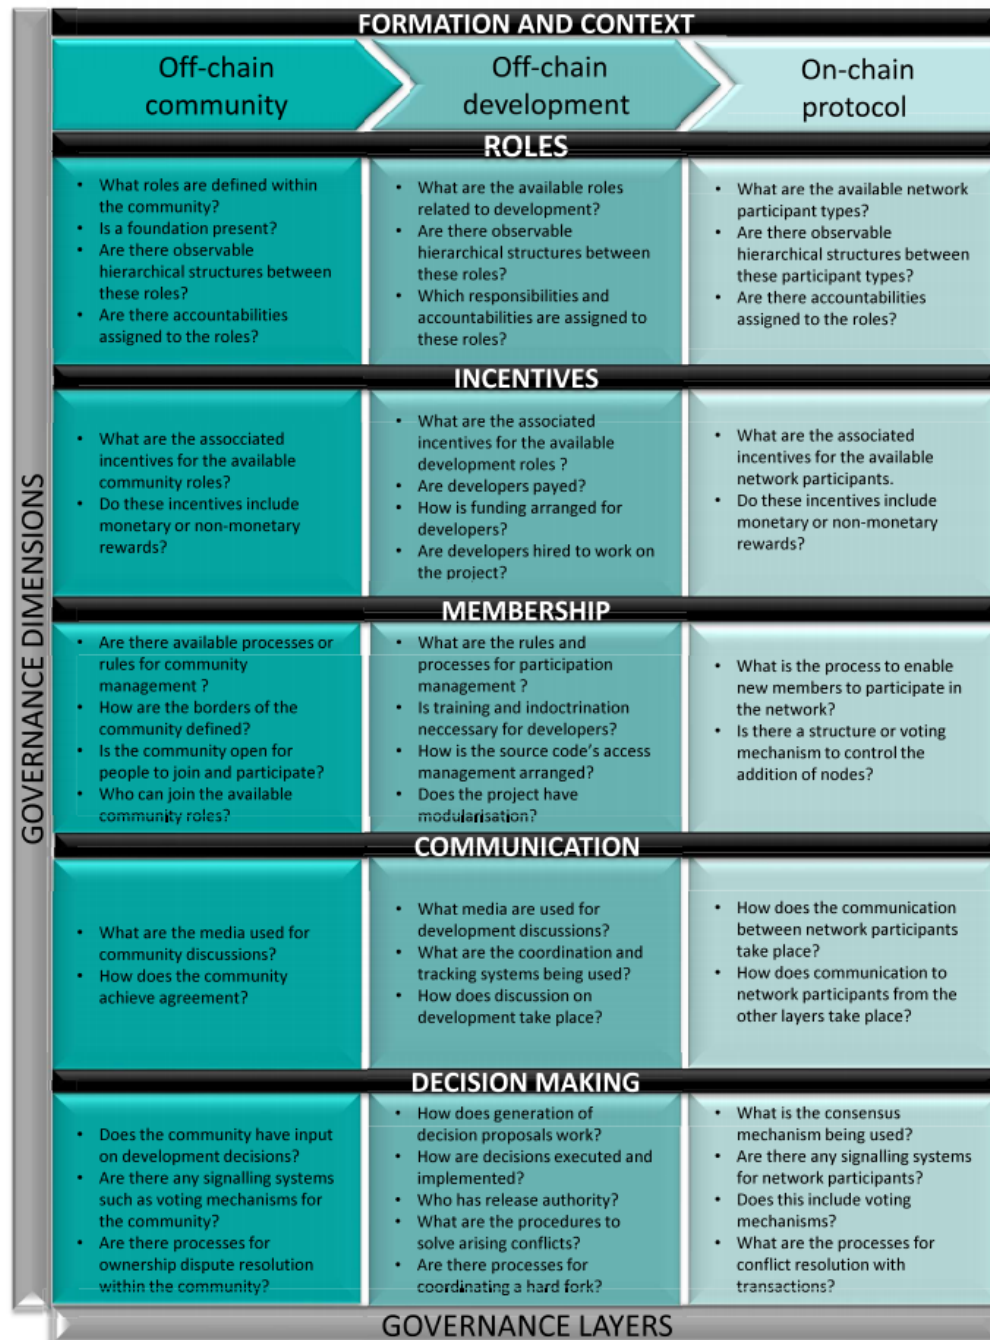 FORMATION AND CONTEXT
Off-chain
community
Off-chain
development
On-chain
protocol
ROLES
• What roles are defined within
the community?
• Is a foundation present?
• Are there observable
hierarchical structures between
these roles?
• Are there accountabilities
assigned to the roles?
• What are the available roles
related to development?
• Are there observable
hierarchical structures between
these roles?
• Which responsibilities and
accountabilities are assigned to
these roles?
• What are the available network
participant types?
• Are there observable
hierarchical structures between
these participant types?
• Are there accountabilities
assigned to the roles?
INCENTIVES
• What are the assocciated
incentives for the available
community roles?
• Do these incentives include
monetary or non-monetary
rewards?
• What are the associated
incentives for the available
development roles ?
• Are developers payed?
• How is funding arranged for
developers?
• Are developers hired to work on
the project?
• What are the associated
incentives for the available
network participants.
• Do these incentives include
monetary or non-monetary
rewards?
MEMBERSHIP
• Are there available processes or
rules for community
management ?
• How are the borders of the
community defined?
• Is the community open for
people to join and participate?
• Who can join the available
community roles?
• What are the rules and
processes for participation
management ?
• Is training and indoctrination
neccessary for developers?
• How is the source code's access
management arranged?
• Does the project have
modularisation?
• What is the process to enable
new members to participate in
the network?
• Is there a structure or voting
mechanism to control the
addition of nodes?
COMMUNICATION
• What are the media used for
community discussions?
• How does the community
achieve agreement?
• What media are used for
development discussions?
• What are the coordination and
tracking systems being used?
• How does discussion on
development take place?
• How does the communication
between network participants
take place?
• How does communication to
network participants from the
other layers take place?
DECISION MAKING
• Does the community have input
on development decisions?
• Are there any signalling systems
such as voting mechanisms for
the community?
• Are there processes for
ownership dispute resolution
within the community?
• How does generation of
decision proposals work?
• How are decisions executed and
implemented?
• Who has release authority?
• What are the procedures to
solve arising conflicts?
• Are there processes for
coordinating a hard fork?
• What is the consensus
mechanism being used?
• Are there any signalling systems
for network participants?
• Does this include voting
mechanisms?
• What are the processes for
conflict resolution with
transactions?
GOVERNANCE DIMENSIONS
GOVERNANCE LAYERS